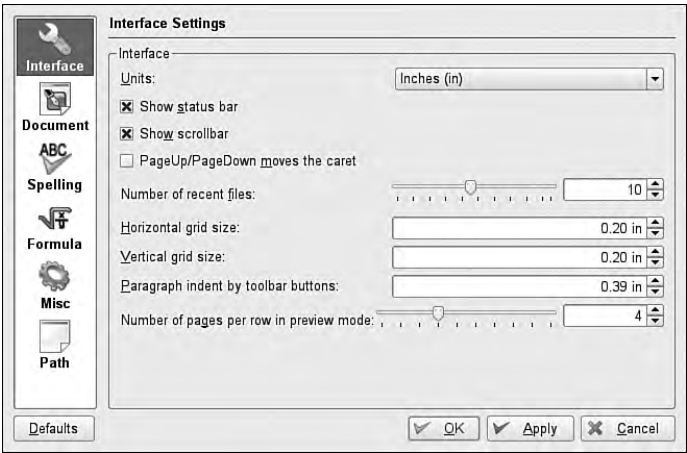 Interface
Document
ABC
Spelling
Formula
Misc
Path
Interface Settings
Interface
Units: Inches (in)
Show status bar
Show scrollbar
PageUp/PageDown moves the caret
Number of recent files: 10
Horizontal grid size: 0.20 in
Vertical grid size: 0.20 in
Paragraph indent by toolbar buttons: 0.39 in
Number of pages per row in preview mode: 4
Defaults OK Apply Cancel